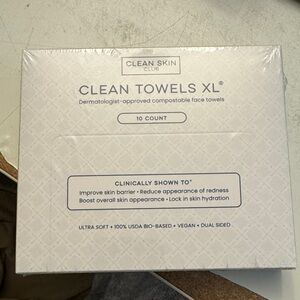 CLEAN SKIN
CLUB
CLEAN TOWELS XL®
Dermatologist-approved compostable face towels
10 COUNT
CLINICALLY SHOWN TO*
Improve skin barrier • Reduce appearance of redness
Boost overall skin appearance • Lock in skin hydration
ULTRA SOFT • 100% USDA BIO-BASED • VEGAN • DUAL SIDED